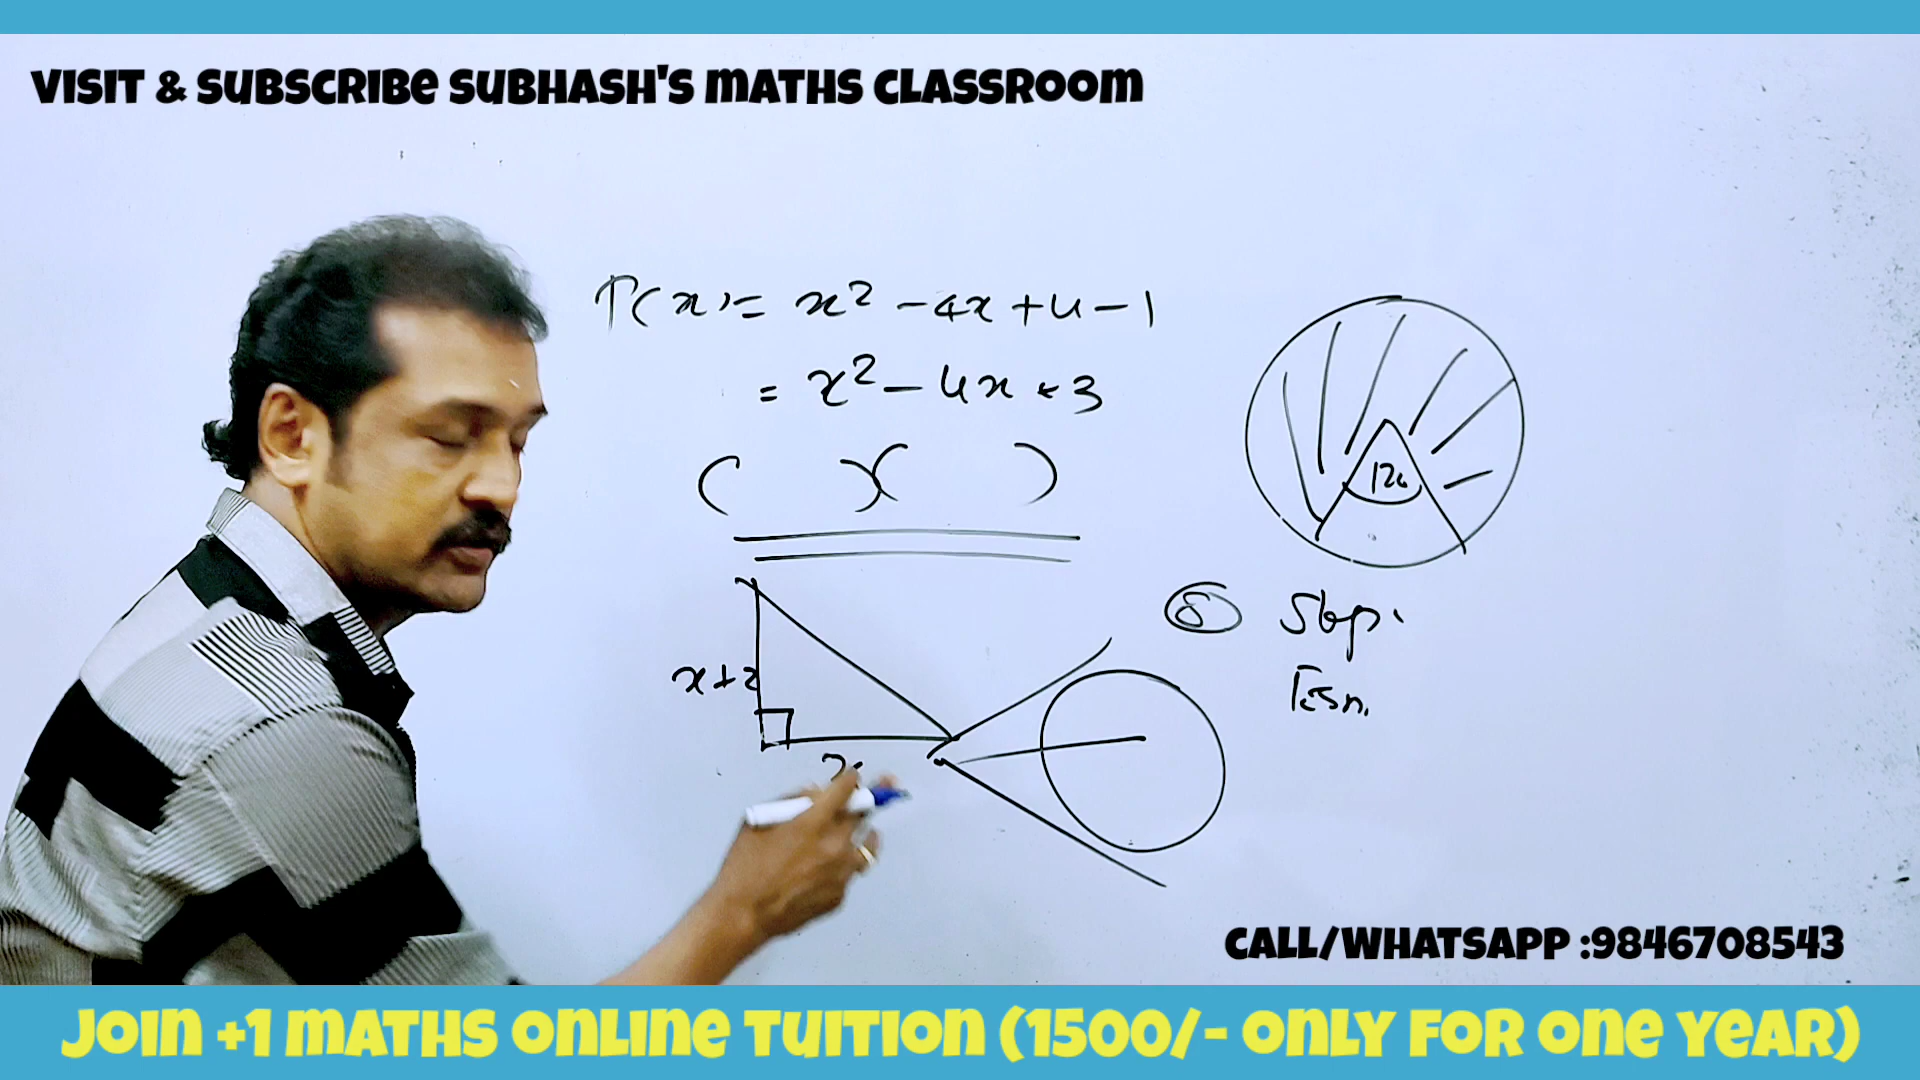 VISIT & SUBSCRIBE SUBHASH'S MATHS CLASSROOM
P(x) = x² - 4x + 4 - 1
= x² - 4x + 3
( )( )
120
x+2
x
8
CALL/WHATSAPP :9846708543
JOIN +1 MATHS ONLINE TUITION (1500/- ONLY FOR ONE YEAR)